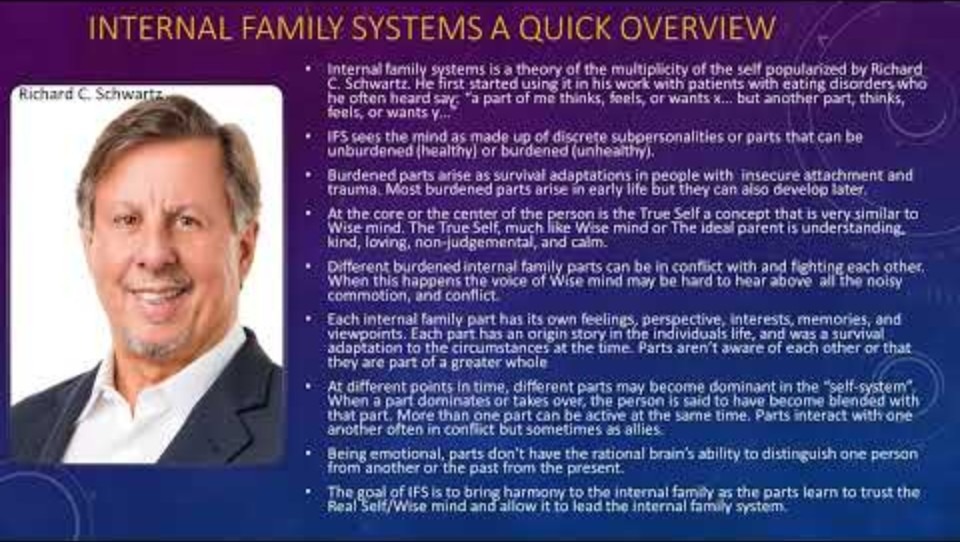 INTERNAL FAMILY SYSTEMS A QUICK OVERVIEW
Richard C. Schwartz
• Internal family systems is a theory of the multiplicity of the self popularized by Richard
C. Schwartz. He first started using it in his work with patients with eating disorders who
he often heard say; "a part of me thinks, feels, or wants x... but another part, thinks,
feels, or wants y..."
• IFS sees the mind as made up of discrete subpersonalities or parts that can be
unburdened (healthy) or burdened (unhealthy).
• Burdened parts arise as survival adaptations in people with insecure attachment and
trauma. Most burdened parts arise in early life but they can also develop later.
• At the core or the center of the person is the True Self a concept that is very similar to
Wise mind. The True Self, much like Wise mind or The ideal parent is understanding,
kind, loving, non-judgemental, and calm.
• Different burdened internal family parts can be in conflict with and fighting each other.
When this happens the voice of Wise mind may be hard to hear above all the noisy
commotion, and conflict.
• Each internal family part has its own feelings, perspective, interests, memories, and
viewpoints. Each part has an origin story in the individuals life, and was a survival
adaptation to the circumstances at the time. Parts aren't aware of each other or that
they are part of a greater whole
• At different points in time, different parts may become dominant in the "self-system".
When a part dominates or takes over, the person is said to have become blended with
that part. More than one part can be active at the same time. Parts interact with one
another often in conflict but sometimes as allies.
• Being emotional, parts don't have the rational brain's ability to distinguish one person
from another or the past from the present.
• The goal of IFS is to bring harmony to the internal family as the parts learn to trust the
Real Self/Wise mind and allow it to lead the internal family system.